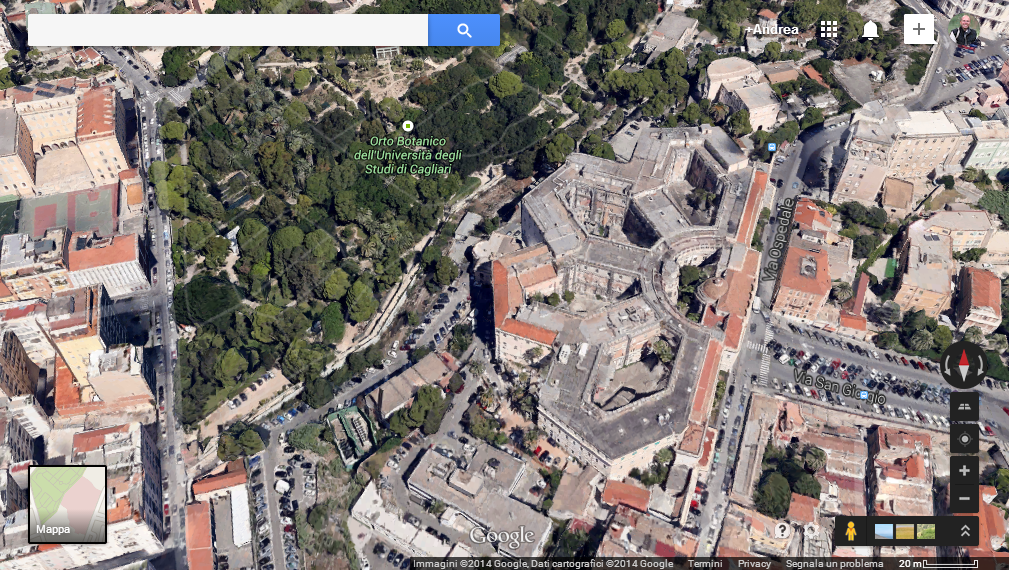 +Andrea
Orto Botanico
dell'Università degli
Studi di Cagliari
Via Ospedale
Via San Giorgio
Mappa
Google
?
Immagini ©2014 Google, Dati cartografici ©2014 Google Termini Privacy Segnala un problema 20 m